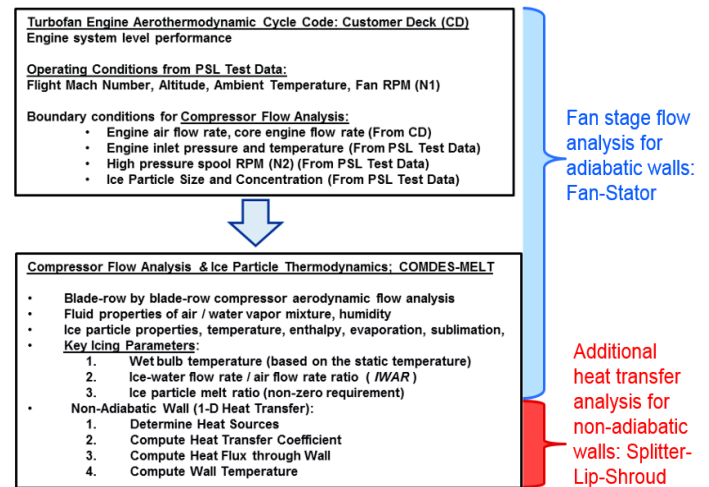 Turbofan Engine Aerothermodynamic Cycle Code: Customer Deck (CD)
Engine system level performance
Operating Conditions from PSL Test Data:
Flight Mach Number, Altitude, Ambient Temperature, Fan RPM (N1)
Boundary conditions for Compressor Flow Analysis:
• Engine air flow rate, core engine flow rate (From CD)
• Engine inlet pressure and temperature (From PSL Test Data)
• High pressure spool RPM (N2) (From PSL Test Data)
• Ice Particle Size and Concentration (From PSL Test Data)
Compressor Flow Analysis & Ice Particle Thermodynamics; COMDES-MELT
• Blade-row by blade-row compressor aerodynamic flow analysis
• Fluid properties of air / water vapor mixture, humidity
• Ice particle properties, temperature, enthalpy, evaporation, sublimation,
• Key Icing Parameters:
1. Wet bulb temperature (based on the static temperature)
2. Ice-water flow rate / air flow rate ratio ( IWAR )
3. Ice particle melt ratio (non-zero requirement)
• Non-Adiabatic Wall (1-D Heat Transfer):
1. Determine Heat Sources
2. Compute Heat Transfer Coefficient
3. Compute Heat Flux through Wall
4. Compute Wall Temperature
Fan stage flow
analysis for
adiabatic walls:
Fan-Stator
Additional
heat transfer
analysis for
non-adiabatic
walls: Splitter-
Lip-Shroud